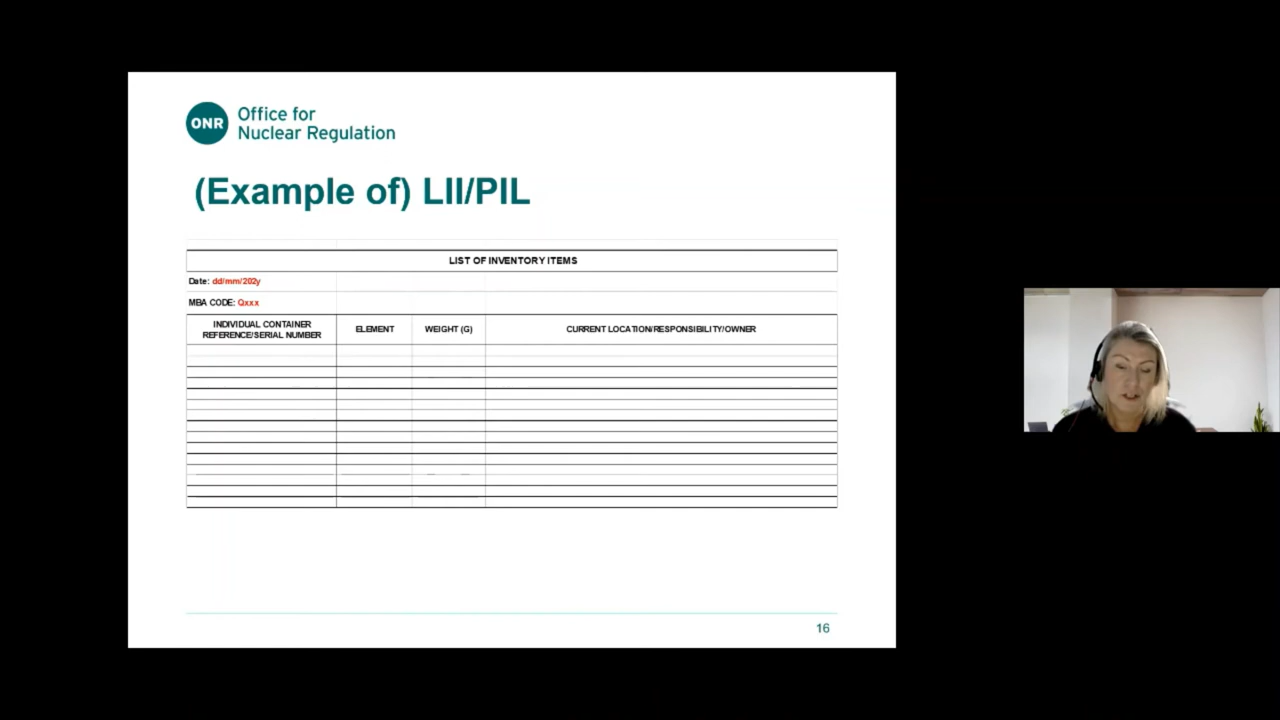 ONR
Office for
Nuclear Regulation
(Example of) LII/PIL
LIST OF INVENTORY ITEMS
Date: dd/mm/202y
MBA CODE: Qxxx
INDIVIDUAL CONTAINER
REFERENCE/SERIAL NUMBER
ELEMENT
WEIGHT (G)
CURRENT LOCATION/RESPONSIBILITY/OWNER
16